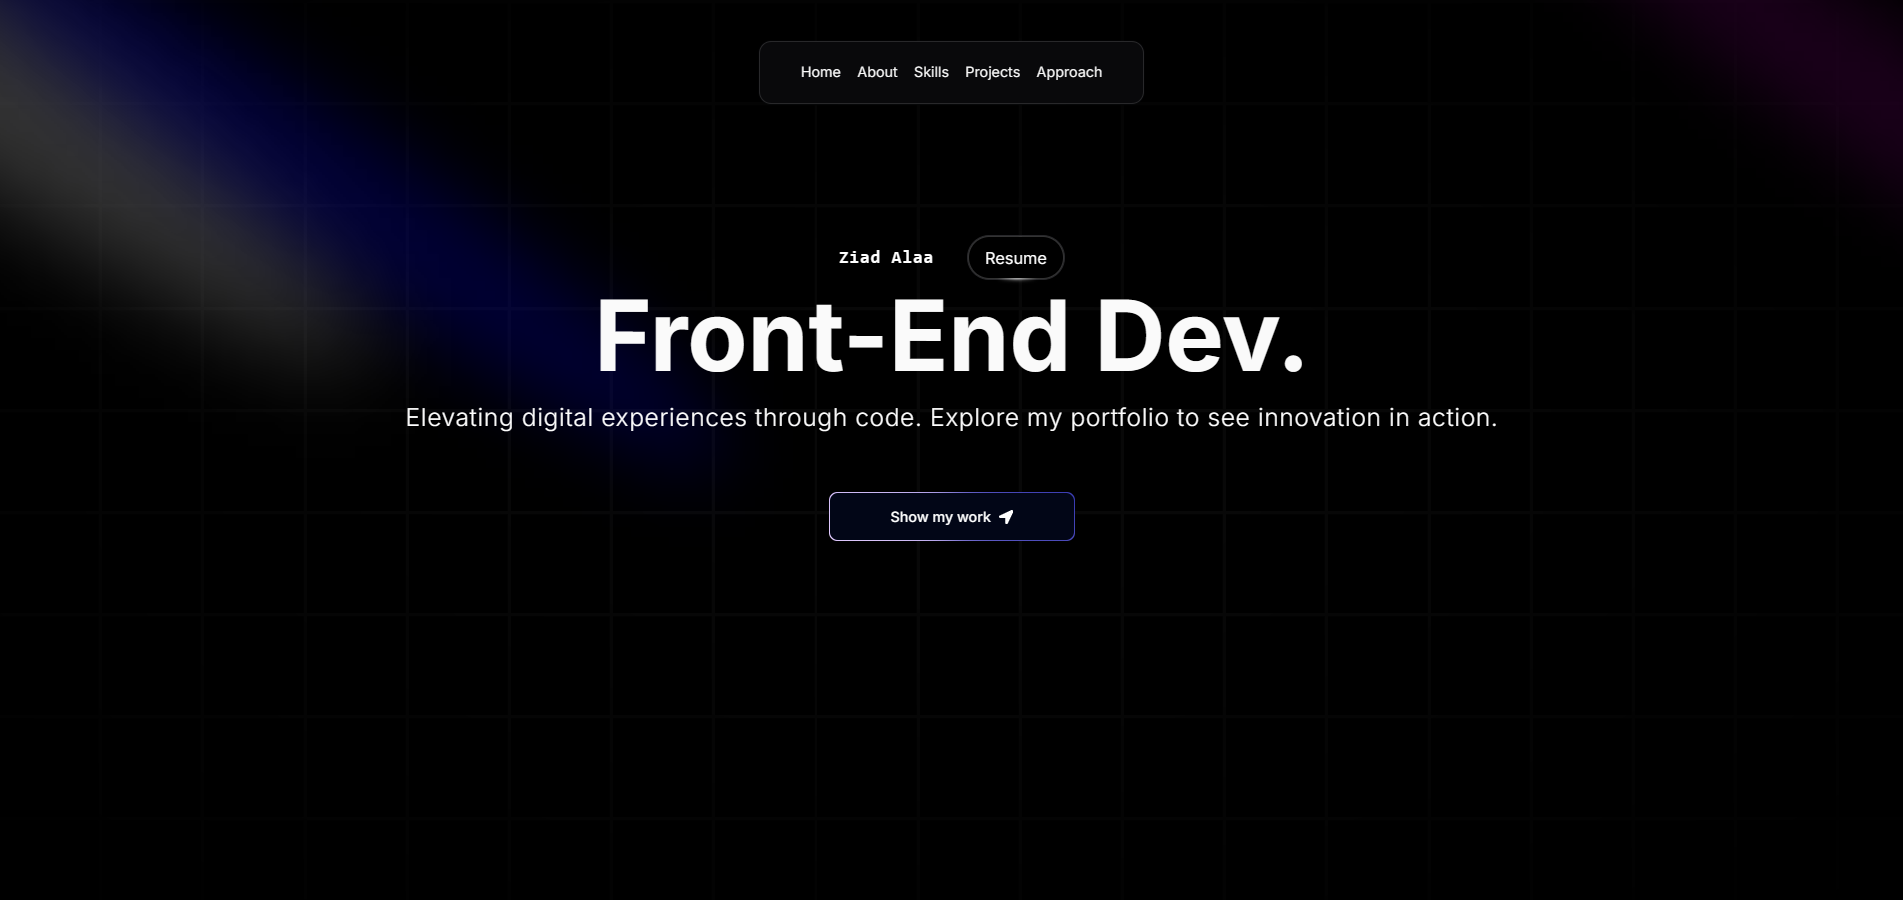 Home About Skills Projects Approach
Ziad Alaa Resume
Front-End Dev.
Elevating digital experiences through code. Explore my portfolio to see innovation in action.
Show my work